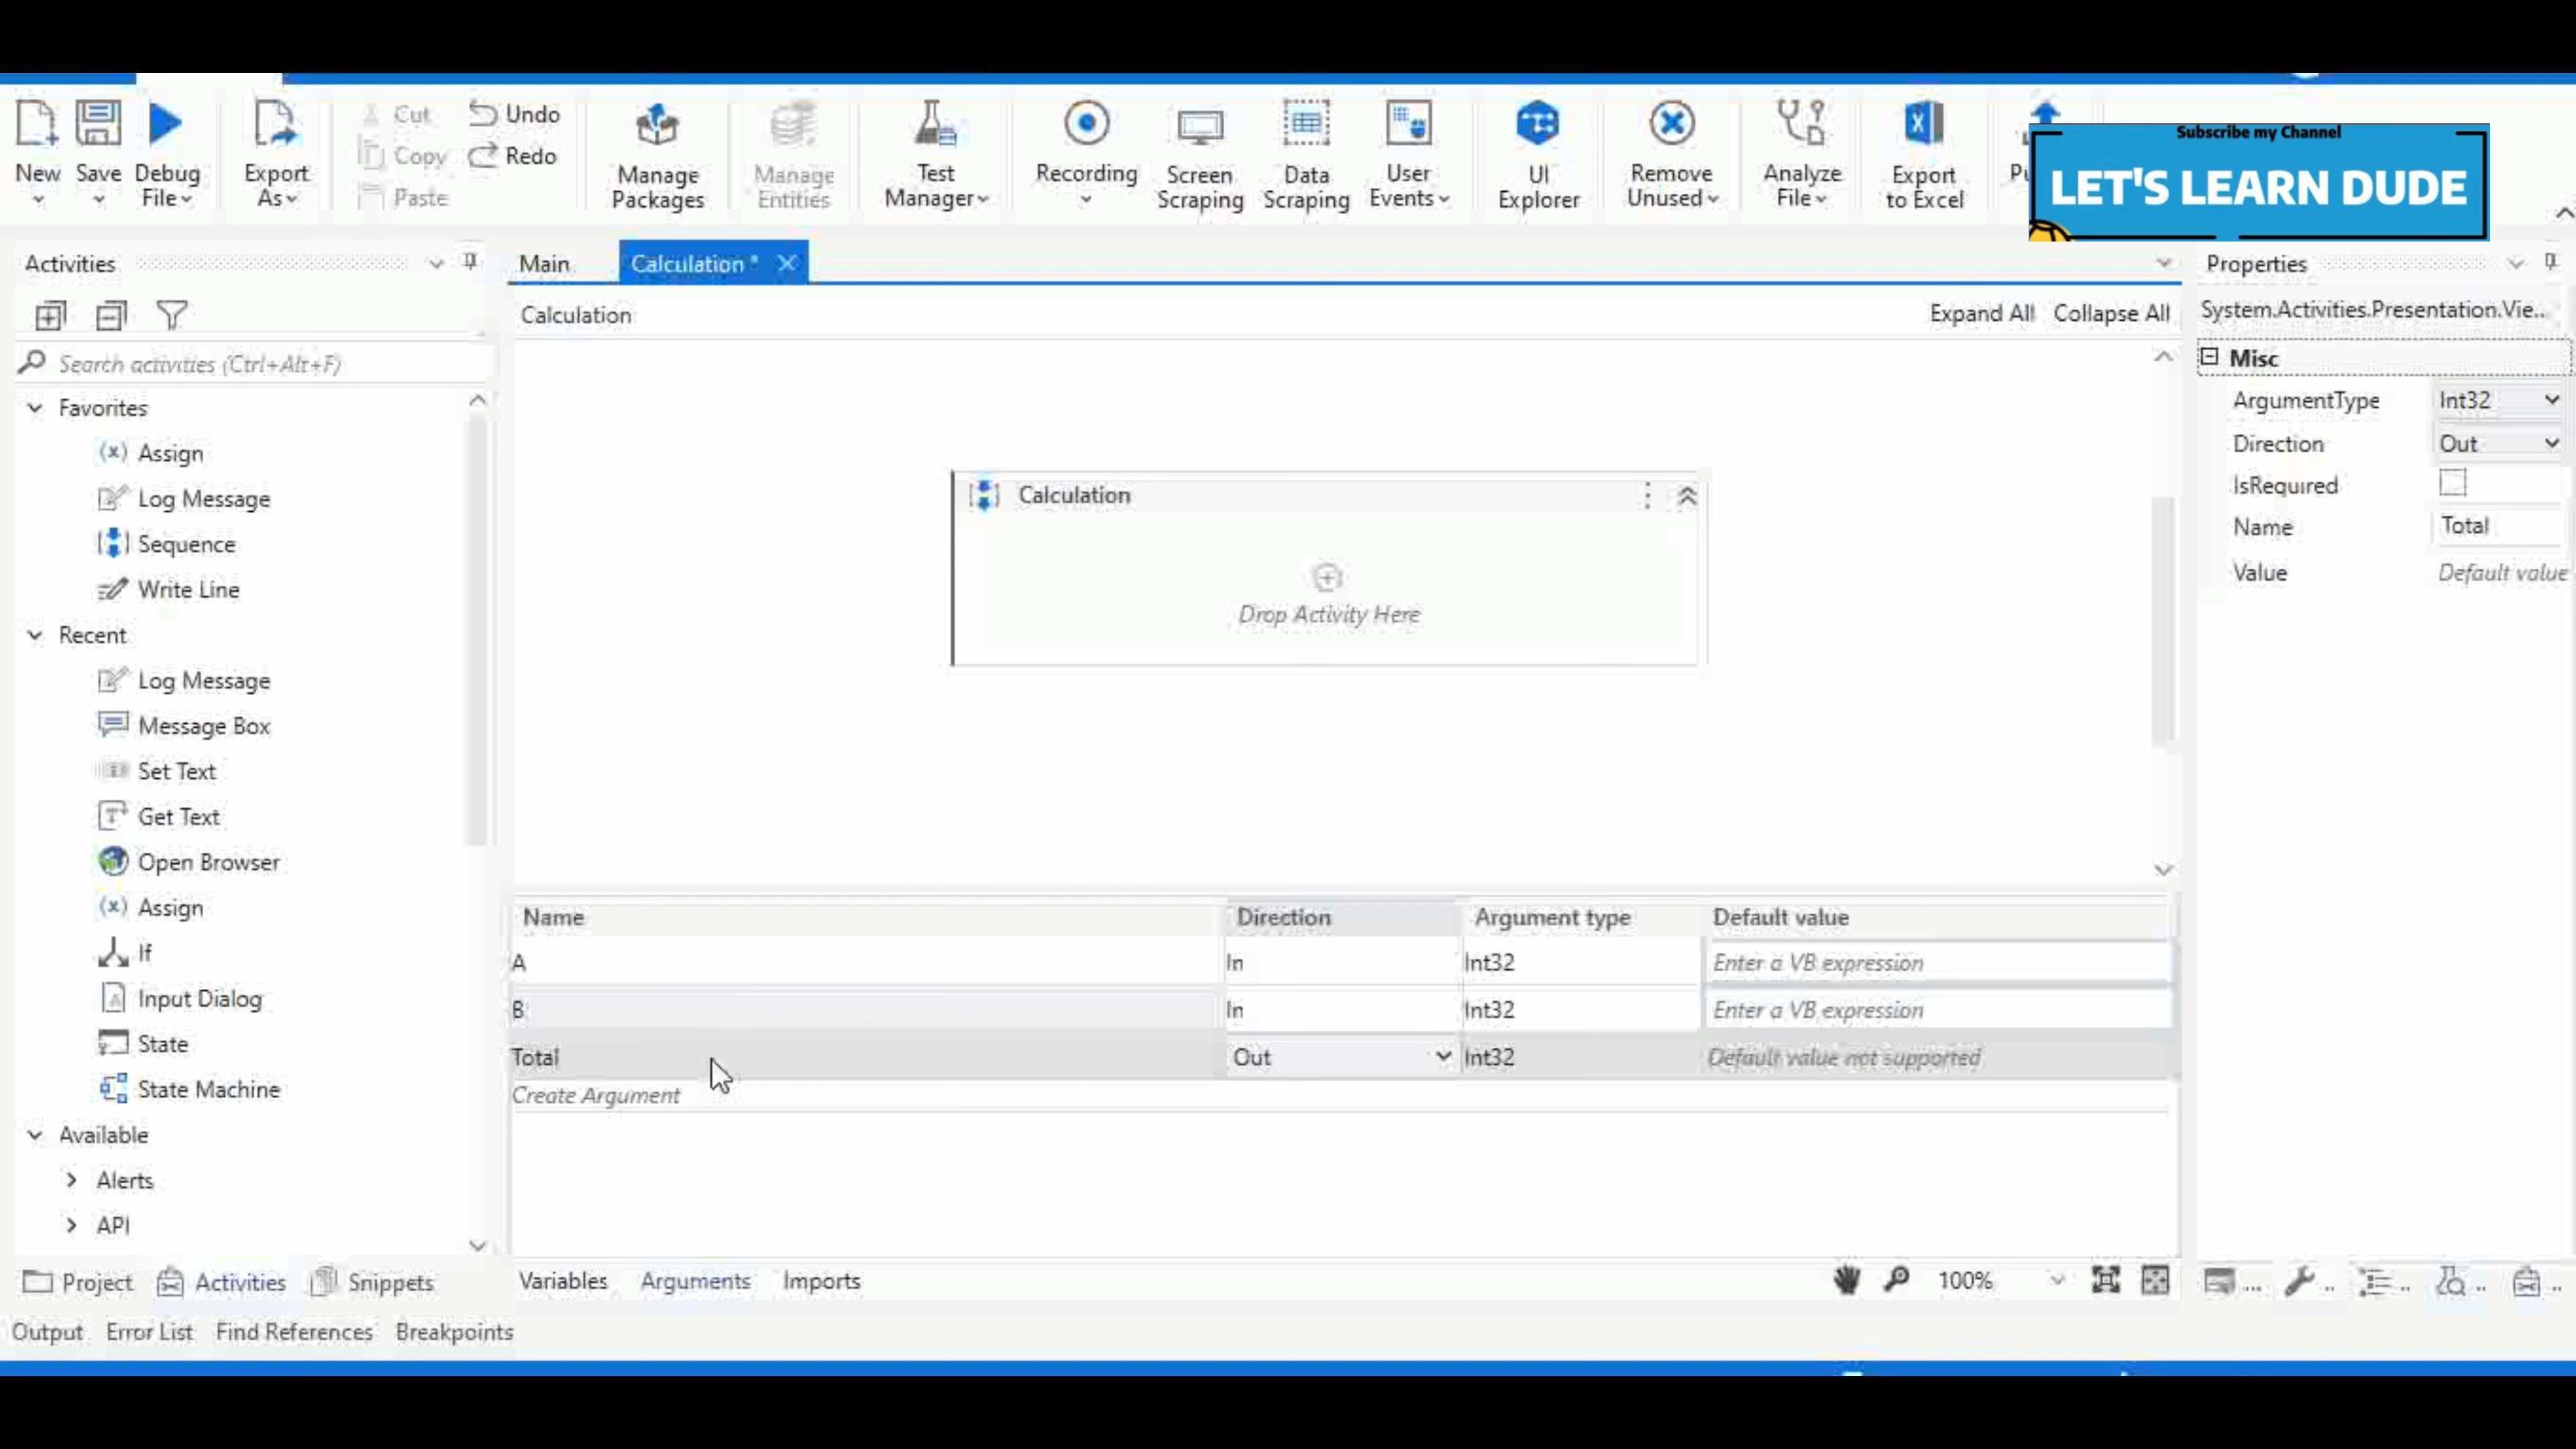 Subscribe my Channel
LET'S LEARN DUDE
New
Save
Debug File
Export As
Cut
Copy
Paste
Undo
Redo
Manage Packages
Manage Entities
Test Manager
Recording
Screen Scraping
Data Scraping
User Events
UI Explorer
Remove Unused
Analyze File
Export to Excel
Activities
Search activities (Ctrl+Alt+F)
Favorites
Assign
Log Message
Sequence
Write Line
Recent
Log Message
Message Box
Set Text
Get Text
Open Browser
Assign
If
Input Dialog
State
State Machine
Available
Alerts
API
Project Activities Snippets
Main Calculation *
Calculation Expand All Collapse All
Calculation
Drop Activity Here
Name Direction Argument type Default value
A In Int32 Enter a VB expression
B In Int32 Enter a VB expression
Total Out Int32 Default value not supported
Create Argument
Variables Arguments Imports 100%
Properties
System.Activities.Presentation.Vie...
Misc
ArgumentType Int32
Direction Out
IsRequired
Name Total
Value Default value
Output Error List Find References Breakpoints